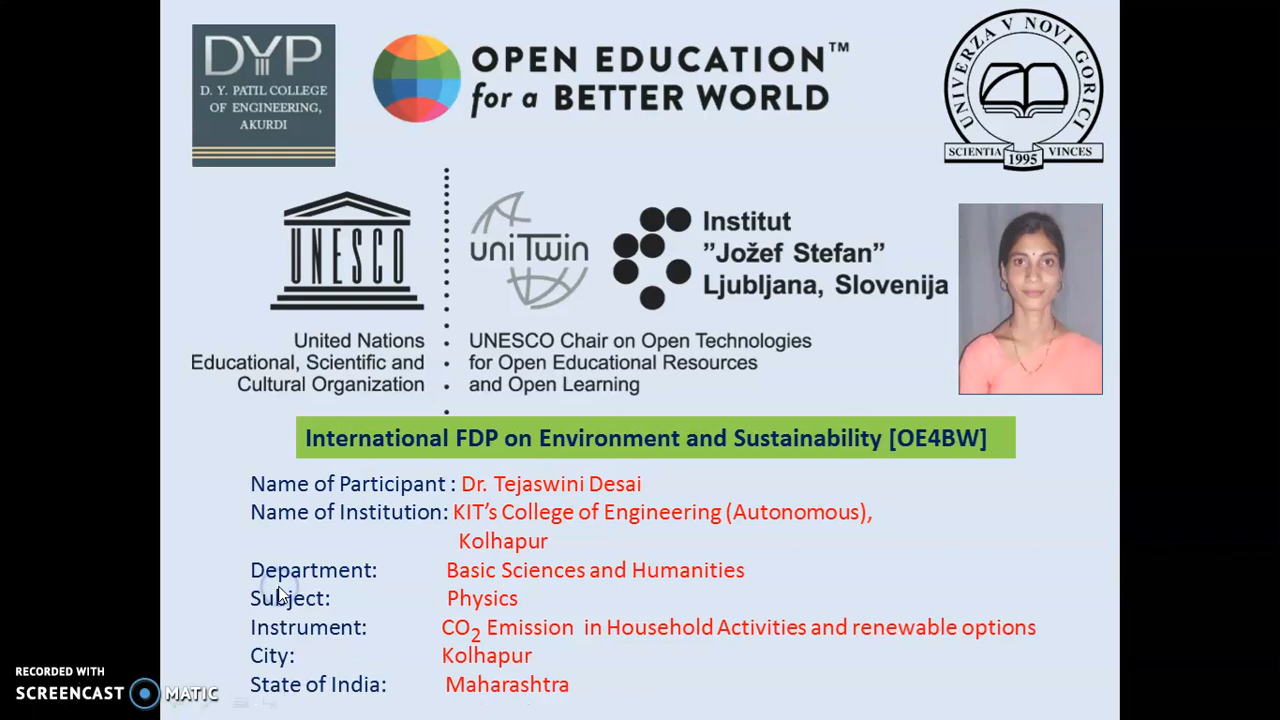 DYP
D. Y. PATIL COLLEGE
OF ENGINEERING,
AKURDI
OPEN EDUCATION™
for a BETTER WORLD
UNIVERZA V NOVI GORICI
SCIENTIA 1995 VINCES
UNESCO
uniTwin
Institut
”Jožef Stefan”
Ljubljana, Slovenija
United Nations
Educational, Scientific and
Cultural Organization
UNESCO Chair on Open Technologies
for Open Educational Resources
and Open Learning
International FDP on Environment and Sustainability [OE4BW]
Name of Participant : Dr. Tejaswini Desai
Name of Institution: KIT’s College of Engineering (Autonomous),
Kolhapur
Department: Basic Sciences and Humanities
Subject: Physics
Instrument: CO2 Emission in Household Activities and renewable options
City: Kolhapur
State of India: Maharashtra
RECORDED WITH
SCREENCAST MATIC